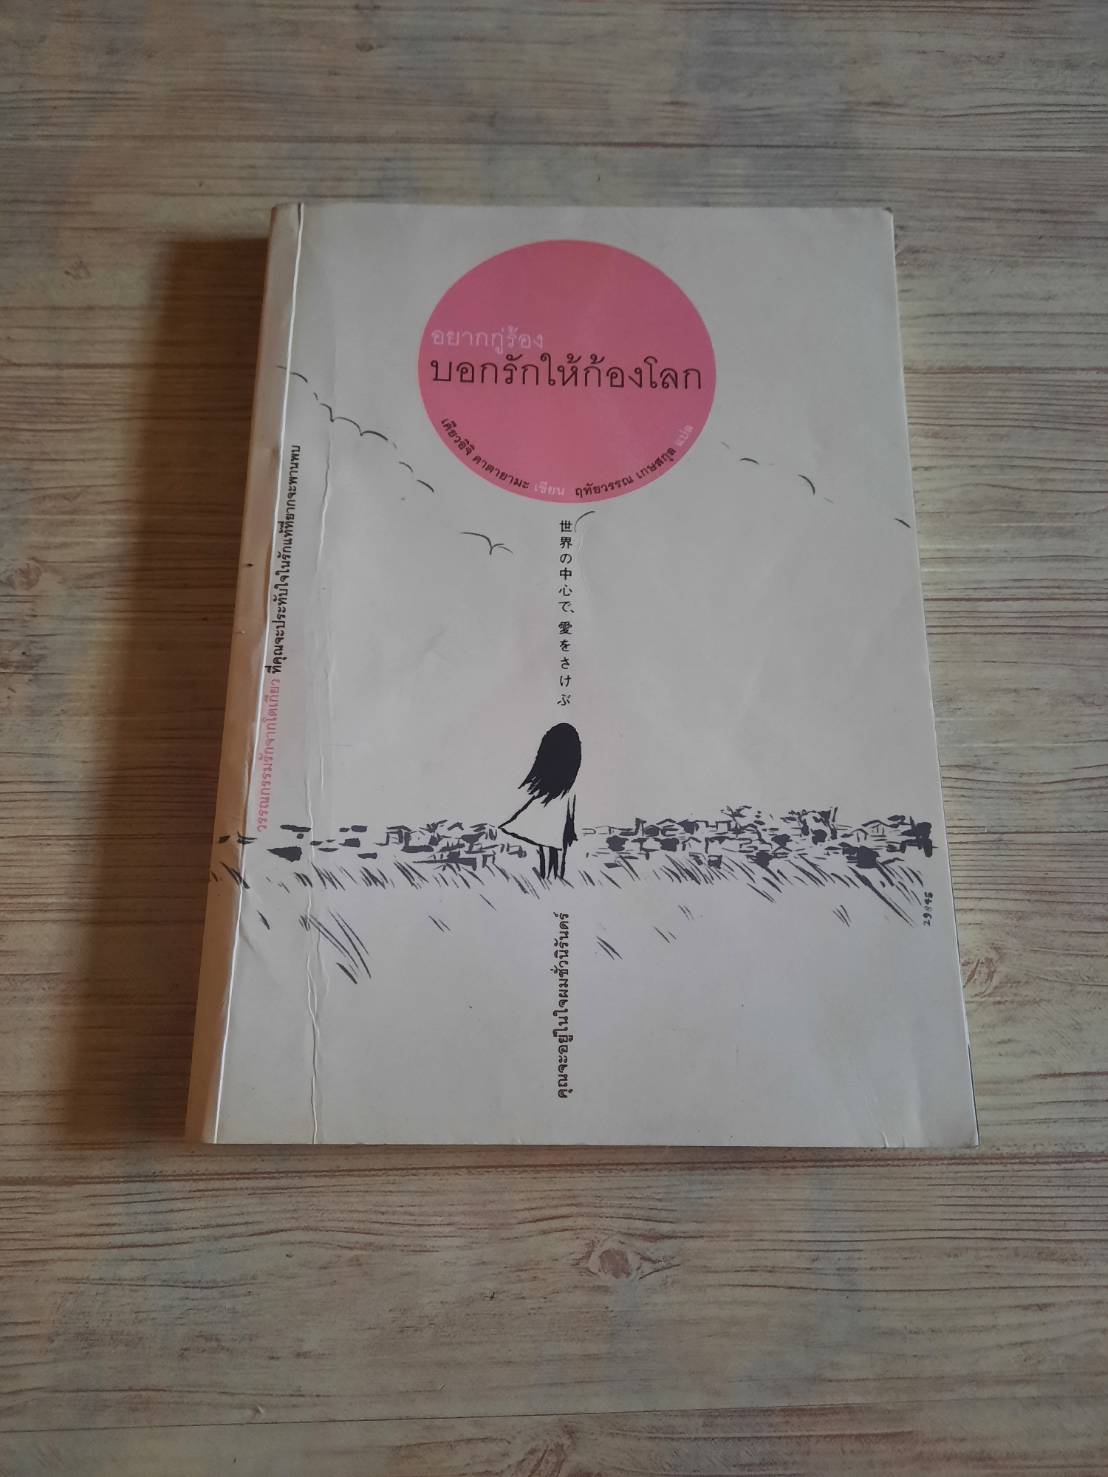 อยากกู่ร้อง
บอกรักให้ก้องโลก
เคียวอิจิ คาตายามะ เขียน ฤทัยวรรณ เกษสกุล แปล
世界の中心で、愛をさけぶ
วรรณกรรมรักจากโตเกียว ที่คุณจะประทับใจในรักแท้ที่ยากจะพานพบ
คุณจะอยู่ในใจผมชั่วนิรันดร์